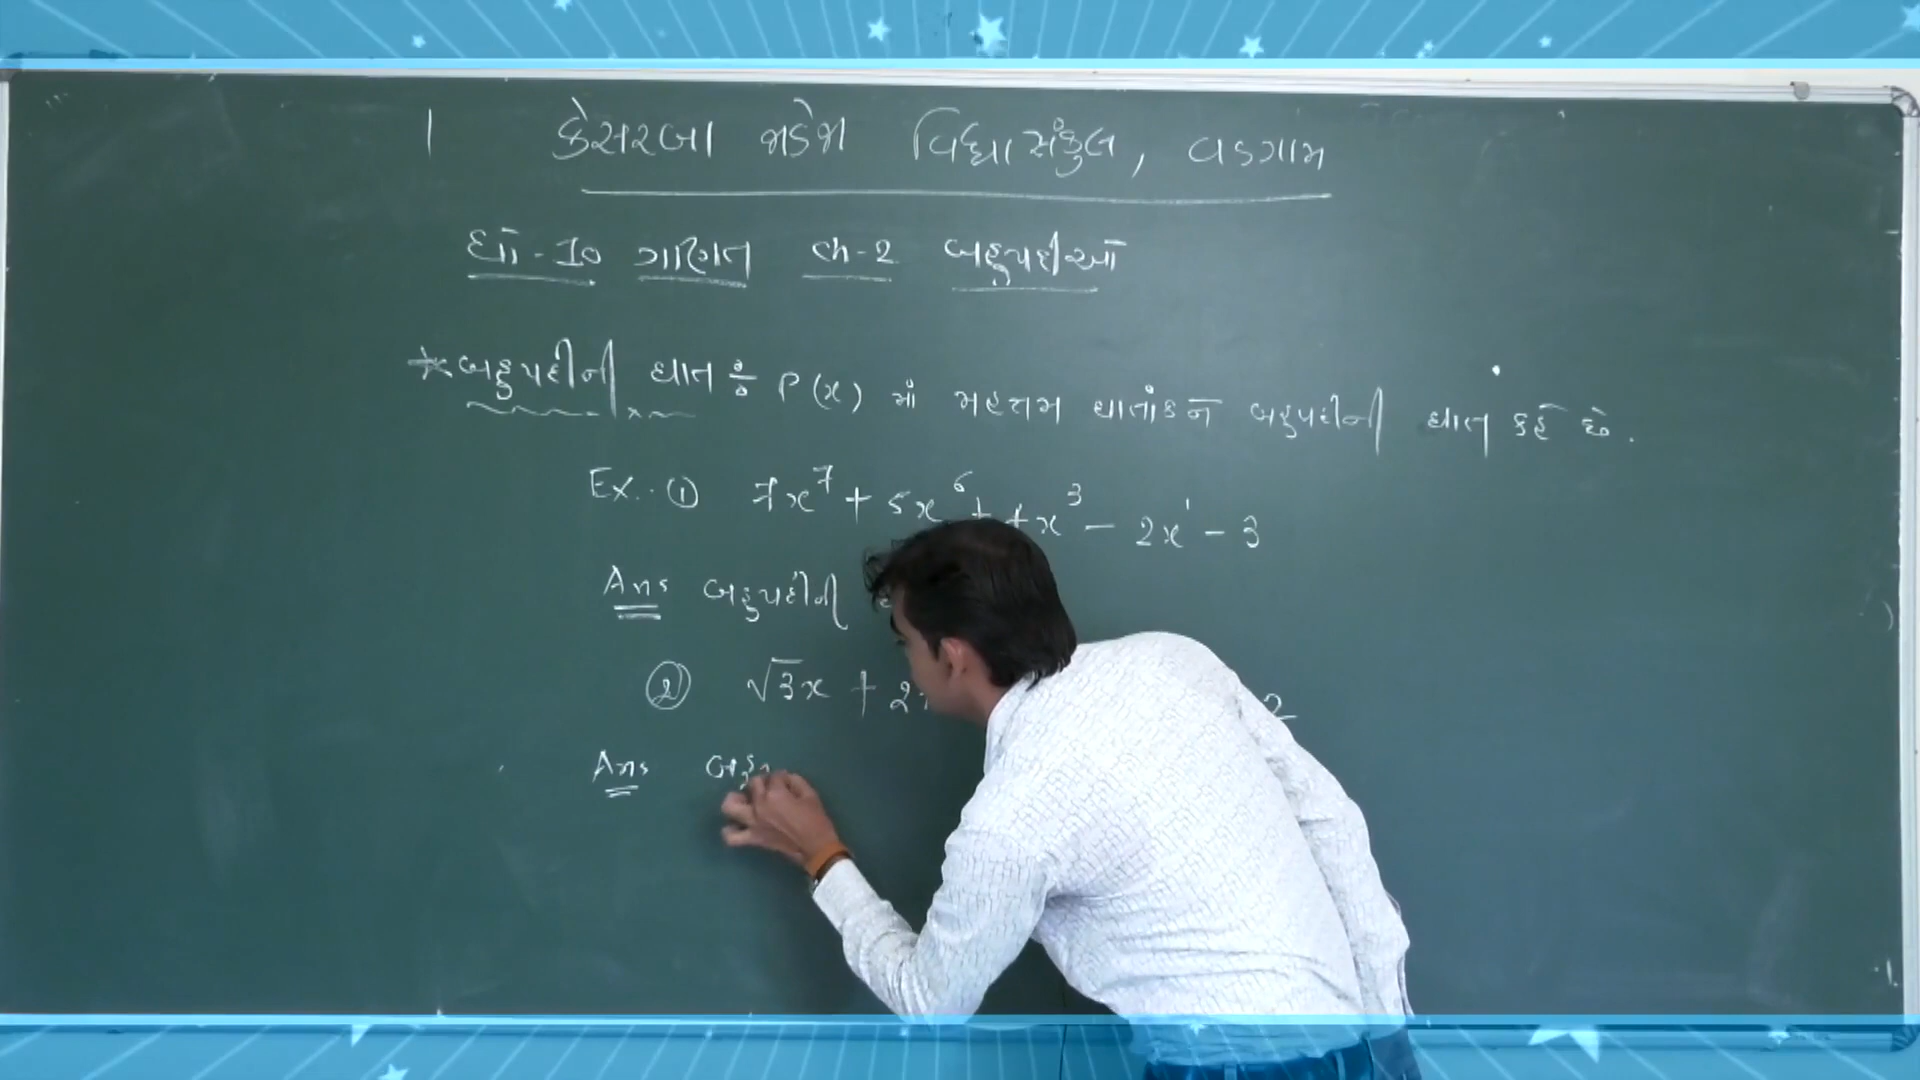 કેસરબા જાડેજા વિદ્યાસંકુલ, વડગામ
ધો-10 ગણિત ch-2 બહુપદીઓ
* બહુપદીની ઘાત : P(x) માં મહત્તમ ઘાતાંકને બહુપદીની ઘાત કહે છે.
Ex. ① 7x⁷ + 5x⁶ + 4x³ - 2x¹ - 3
Ans બહુપદીની
② √3x + 2
Ans